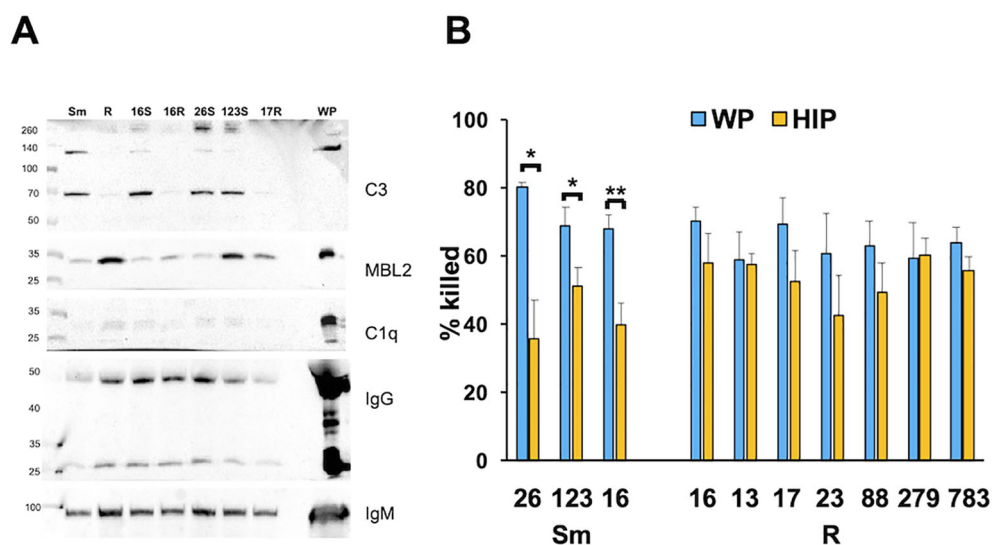 A
Sm R 16S 16R 26S 123S 17R WP
260
140
100
70
50
C3
35
25
MBL2
35
25
C1q
50
40
35
25
IgG
100
IgM
B
WP HIP
100
80
60
40
20
0
% killed
*
*
**
26 123 16 16 13 17 23 88 279 783
Sm R